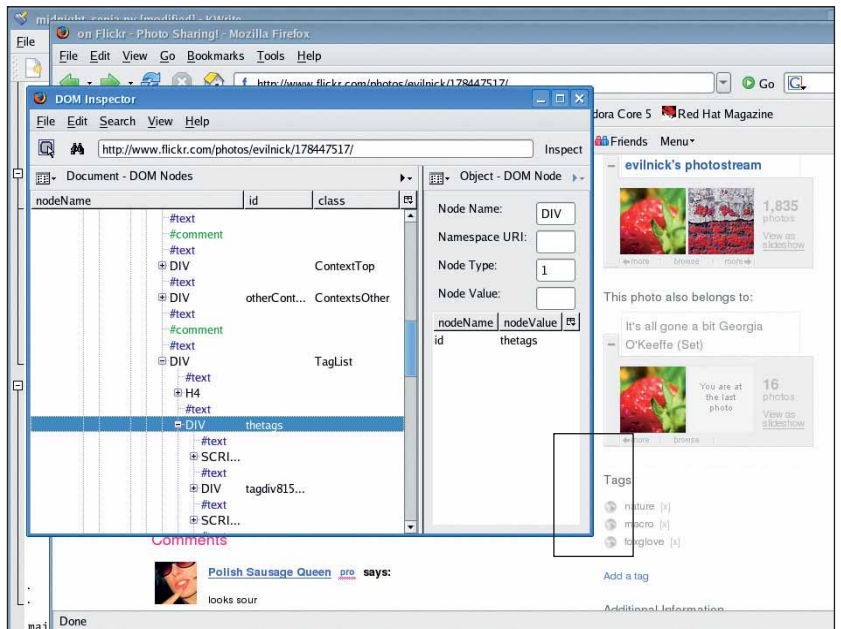 midnight_sonja.py [modified] - KWrite
File
on Flickr - Photo Sharing! - Mozilla Firefox
File Edit View Go Bookmarks Tools Help
http://www.flickr.com/photos/evilnick/178447517/
Go
G
DOM Inspector
File Edit Search View Help
http://www.flickr.com/photos/evilnick/178447517/
Inspect
Document - DOM Nodes
nodeName id class
#text
#comment
#text
DIV ContextTop
#text
DIV otherCont... ContextsOther
#text
#comment
#text
DIV TagList
#text
H4
#text
DIV thetags
#text
SCRI...
#text
DIV tagdiv815...
#text
SCRI...
Object - DOM Node
Node Name: DIV
Namespace URI:
Node Type: 1
Node Value:
nodeName nodeValue
id thetags
dora Core 5 Red Hat Magazine
Friends Menu
evilnick's photostream
1,835
photos
View as
slideshow
more browse more
This photo also belongs to:
It's all gone a bit Georgia
O'Keeffe (Set)
You are at
the last
photo
16
photos
View as
slideshow
more browse
Tags
nature [x]
macro [x]
foxglove [x]
Add a tag
Additional Information
Comments
Polish Sausage Queen pro says:
looks sour
Done
mai